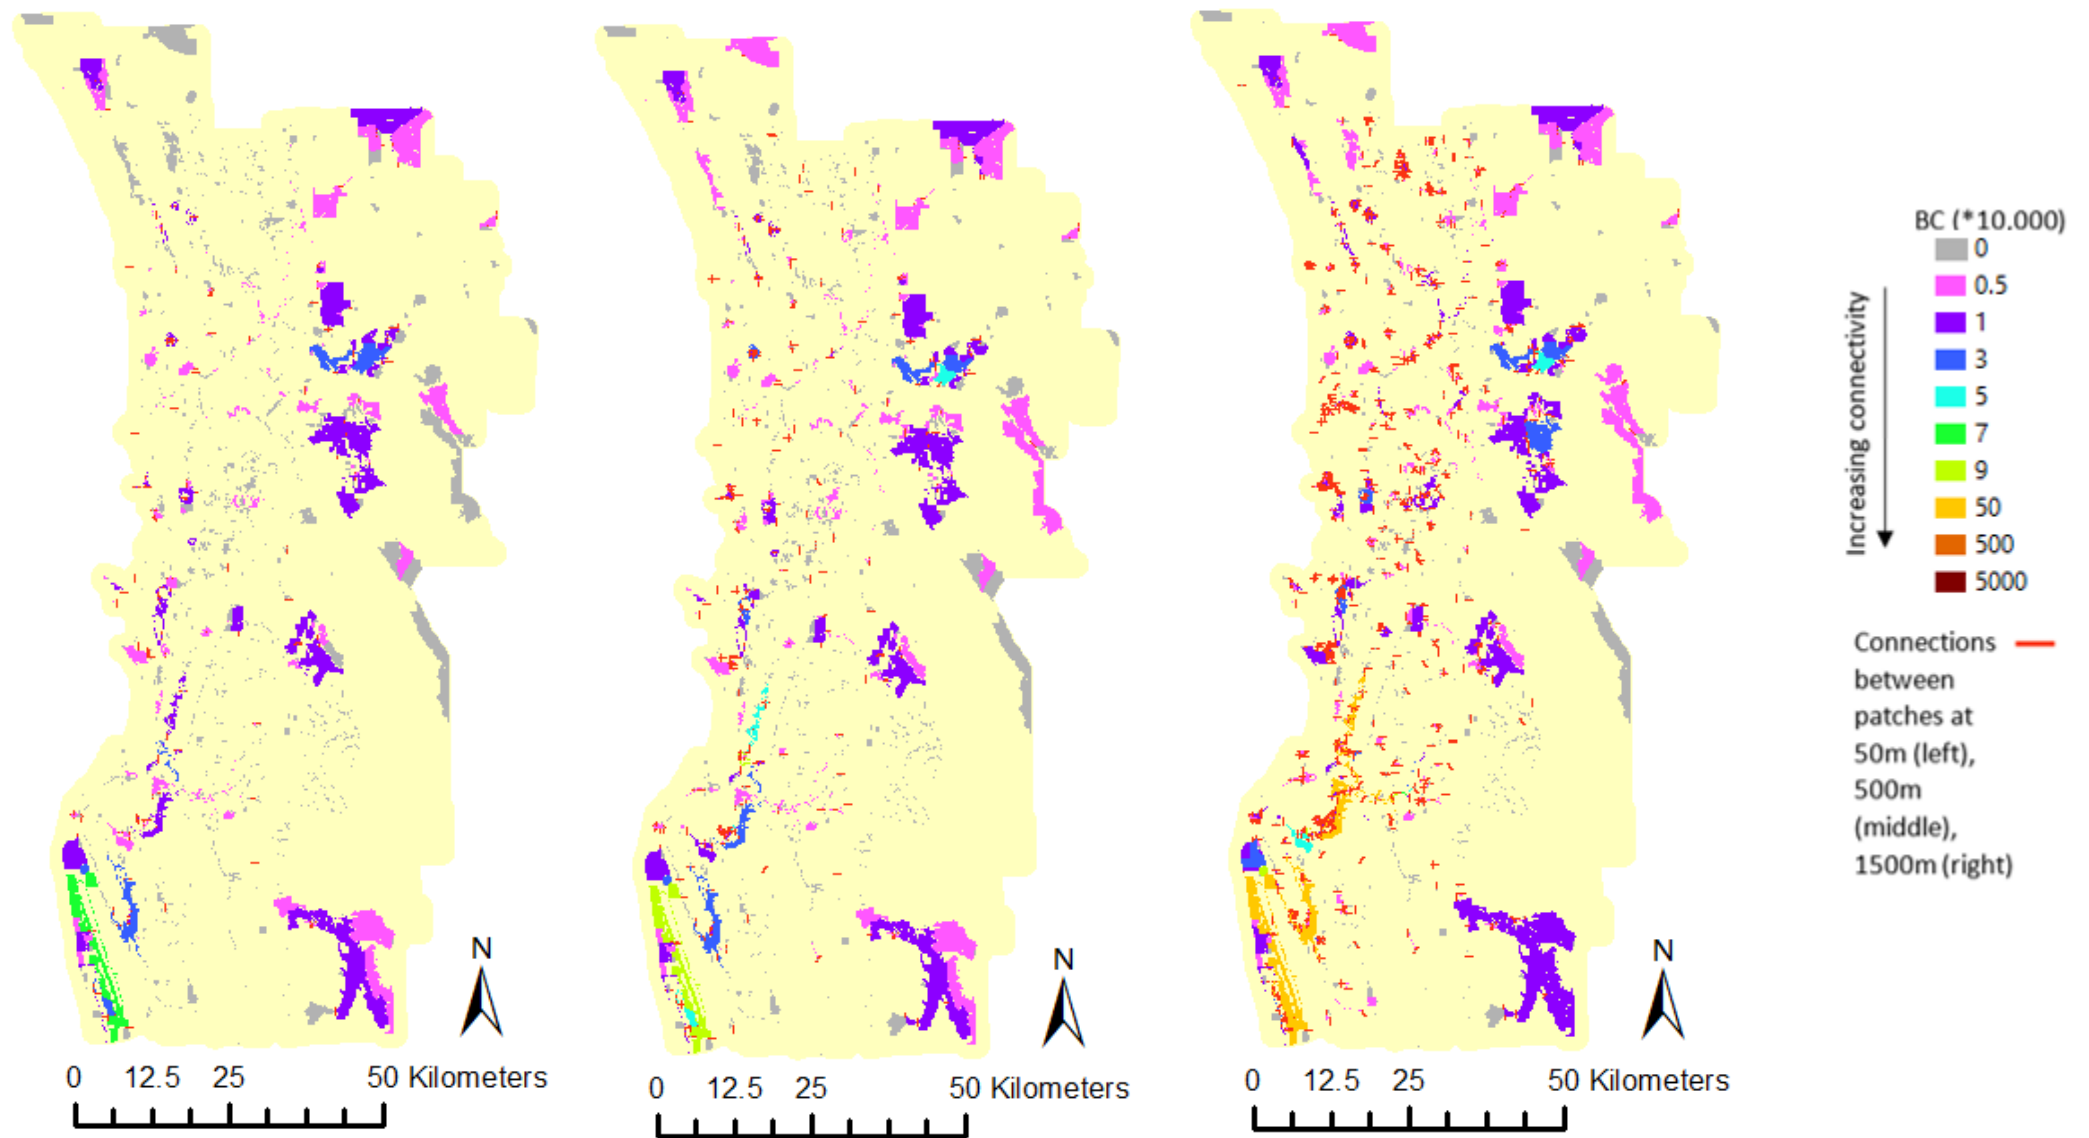 BC (*10.000)
0
0.5
1
3
5
7
9
50
500
5000
Increasing connectivity
Connections
between
patches at
50m (left),
500m
(middle),
1500m (right)
N
N
N
0 12.5 25 50 Kilometers
0 12.5 25 50 Kilometers
0 12.5 25 50 Kilometers